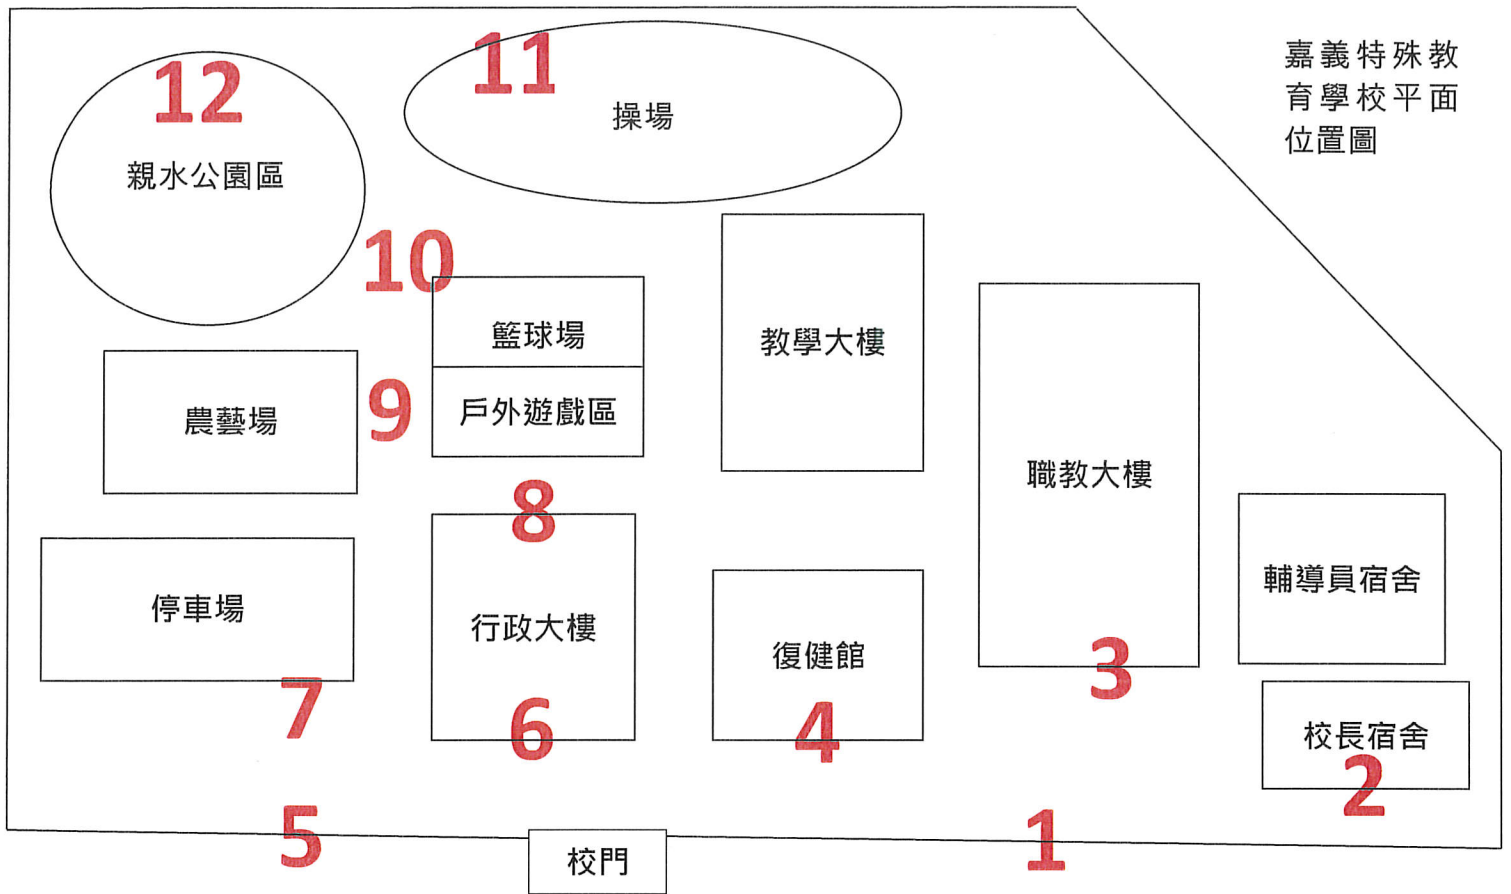 嘉義特殊教
育學校平面
位置圖
11
12
操場
親水公園區
10
籃球場
教學大樓
9
戶外遊戲區
農藝場
職教大樓
8
輔導員宿舍
停車場
行政大樓
復健館
3
7
6
4
校長宿舍
2
5
1
校門